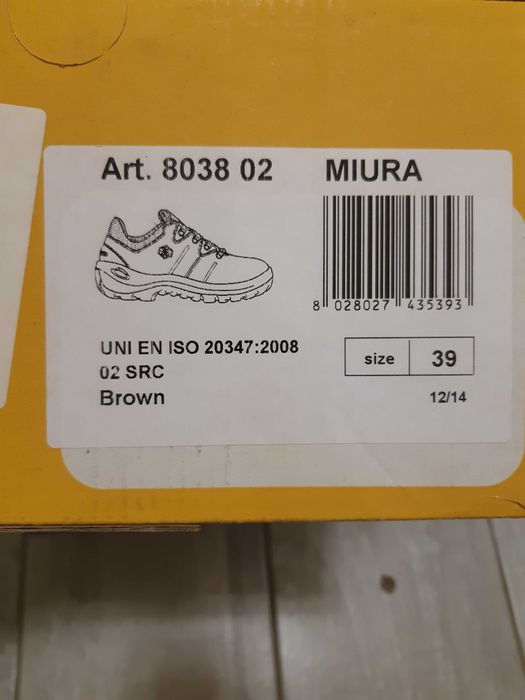 Art. 8038 02 MIURA
8 028027 435393
UNI EN ISO 20347:2008
02 SRC
size 39
Brown
12/14